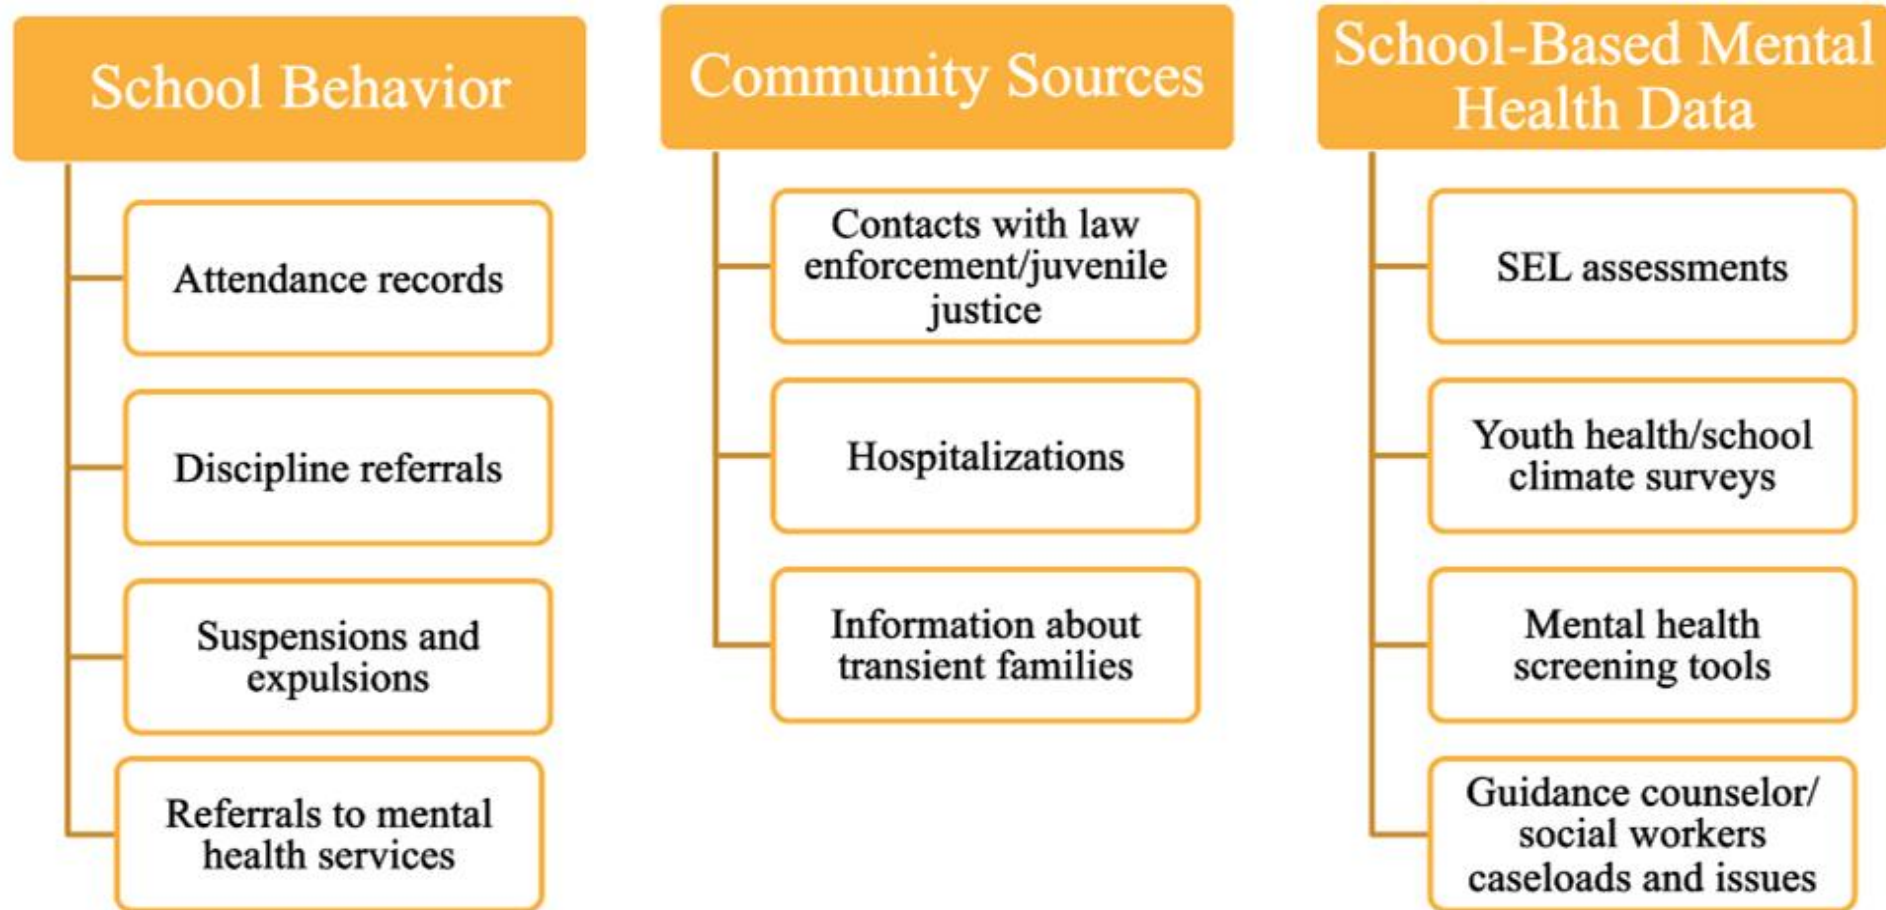 School Behavior
Attendance records
Discipline referrals
Suspensions and
expulsions
Referrals to mental
health services
Community Sources
Contacts with law
enforcement/juvenile
justice
Hospitalizations
Information about
transient families
School-Based Mental
Health Data
SEL assessments
Youth health/school
climate surveys
Mental health
screening tools
Guidance counselor/
social workers
caseloads and issues